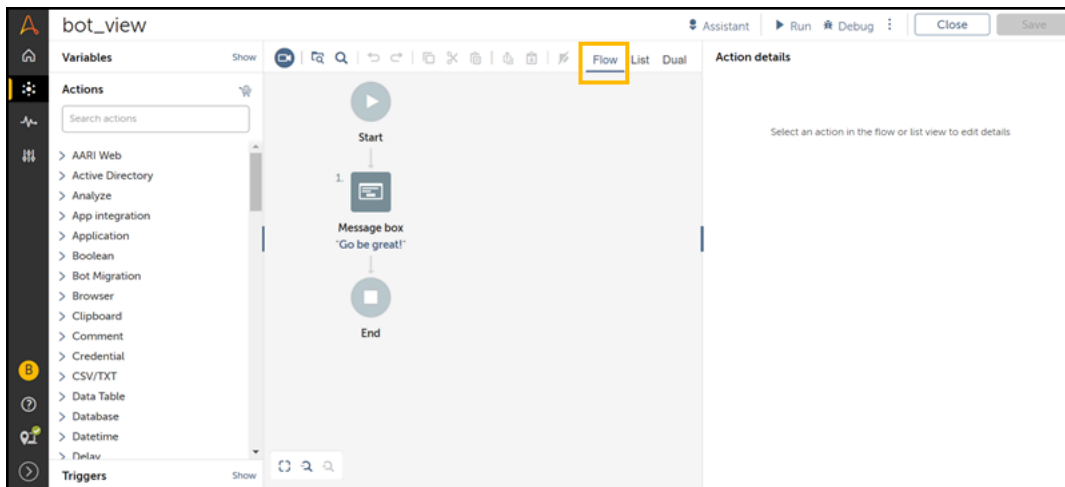 bot_view
Assistant
Run
Debug
Close
Save
Variables
Show
Flow
List
Dual
Action details
Actions
Search actions
Select an action in the flow or list view to edit details
AARI Web
Active Directory
Analyze
App integration
Application
Boolean
Bot Migration
Browser
Clipboard
Comment
Credential
CSV/TXT
Data Table
Database
Datetime
Delay
Triggers
Show
Start
1.
Message box
"Go be great!"
End
B